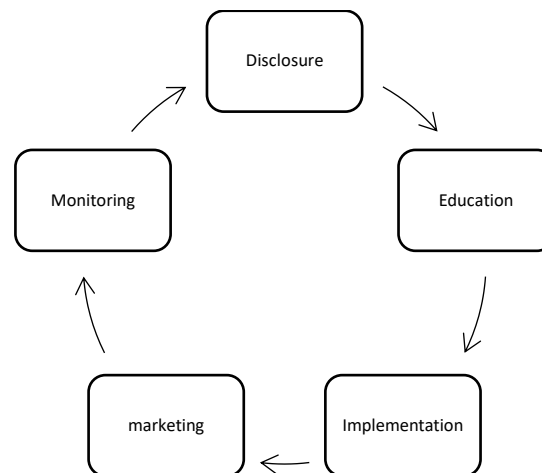 Disclosure
Education
Implementation
marketing
Monitoring